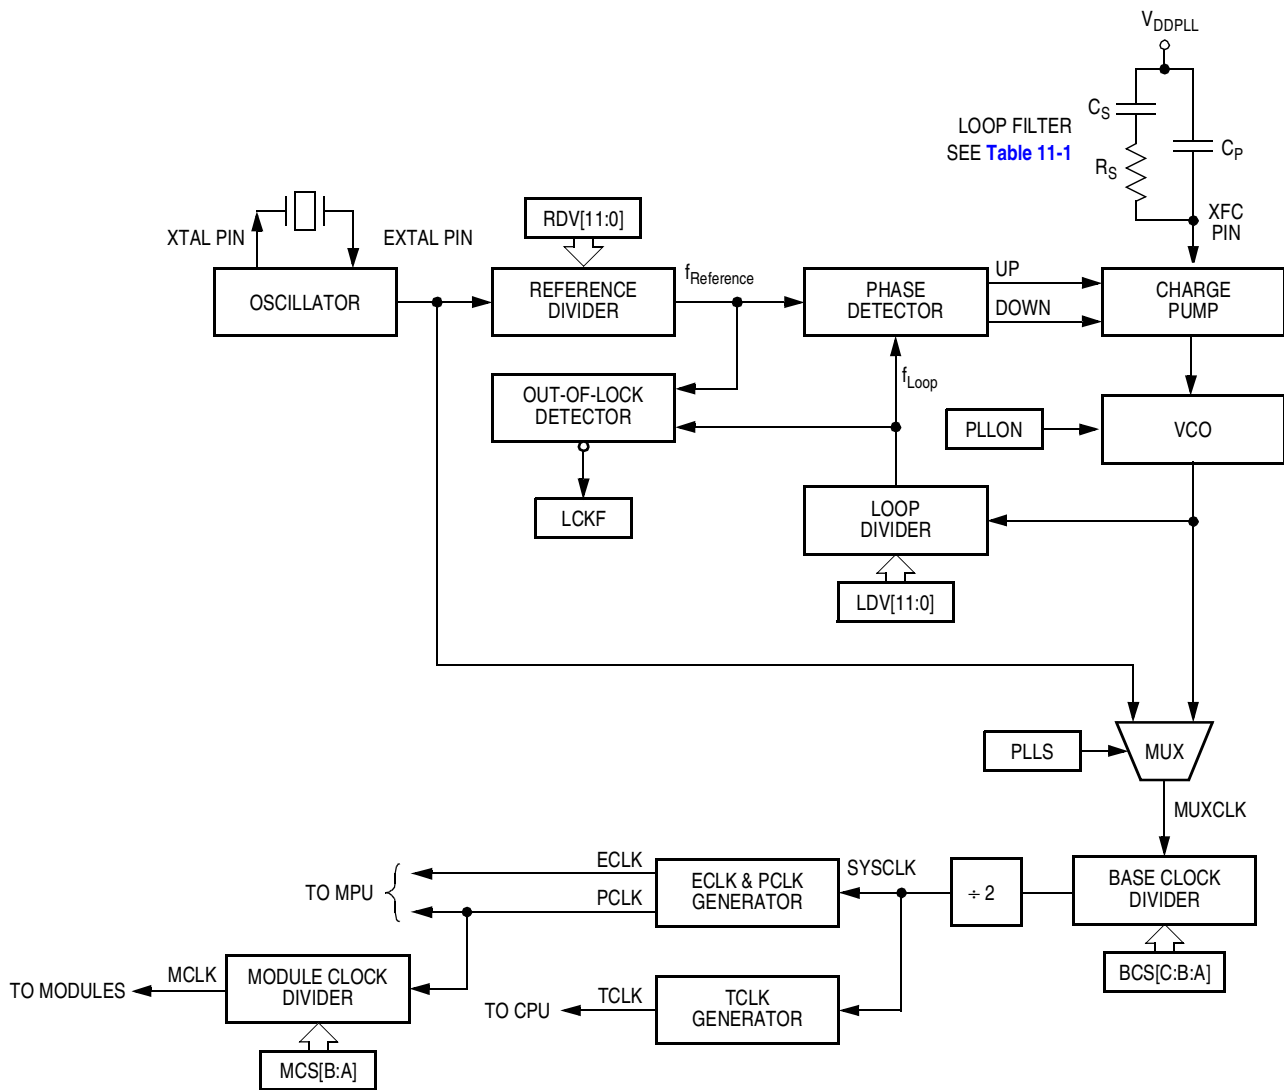 VDDPLL
CS
LOOP FILTER
SEE Table 11-1
CP
RS
XFC
PIN
RDV[11:0]
XTAL PIN
EXTAL PIN
fReference
UP
OSCILLATOR
REFERENCE
DIVIDER
PHASE
DETECTOR
DOWN
CHARGE
PUMP
OUT-OF-LOCK
DETECTOR
fLoop
PLLON
VCO
LCKF
LOOP
DIVIDER
LDV[11:0]
PLLS
MUX
MUXCLK
ECLK
SYSCLK
TO MPU
PCLK
ECLK & PCLK
GENERATOR
÷ 2
BASE CLOCK
DIVIDER
BCS[C:B:A]
MCLK
TO MODULES
MODULE CLOCK
DIVIDER
TCLK
TO CPU
TCLK
GENERATOR
MCS[B:A]